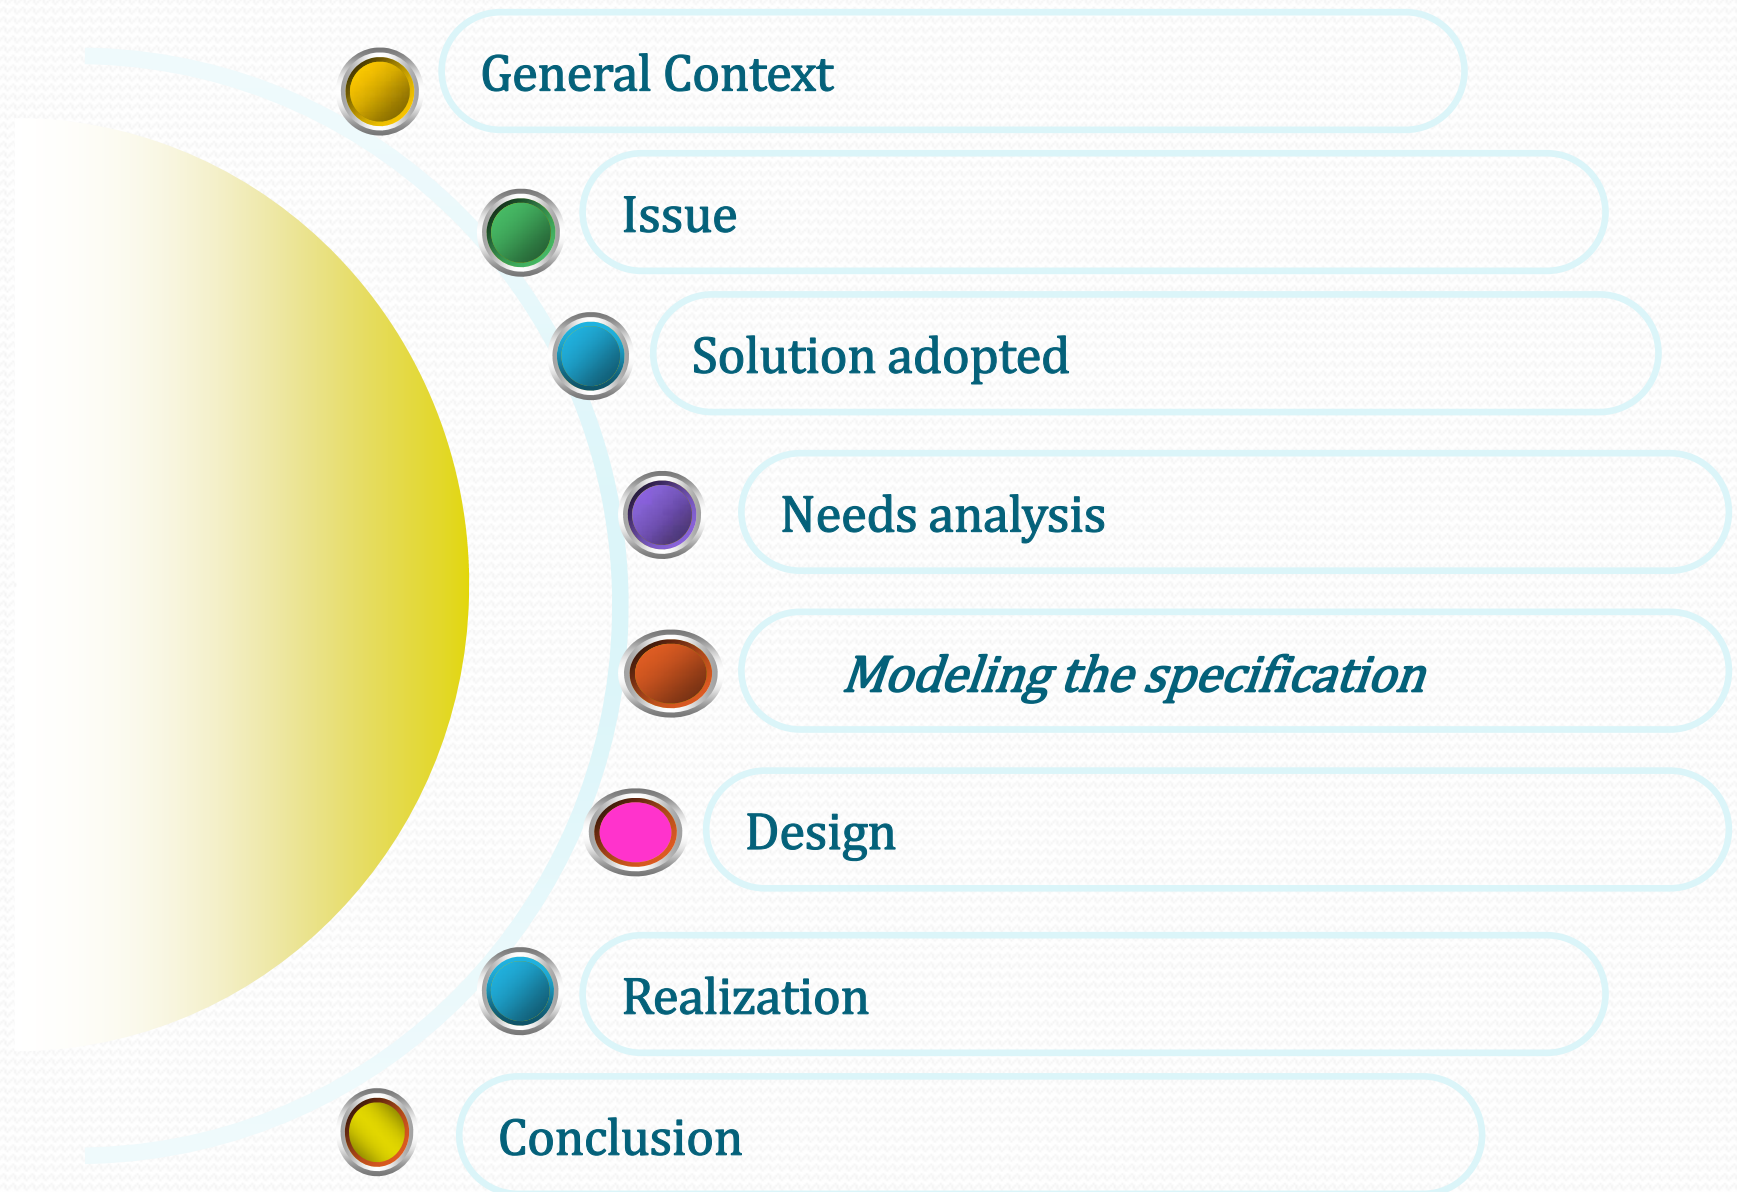 General Context
Issue
Solution adopted
Needs analysis
Modeling the specification
Design
Realization
Conclusion